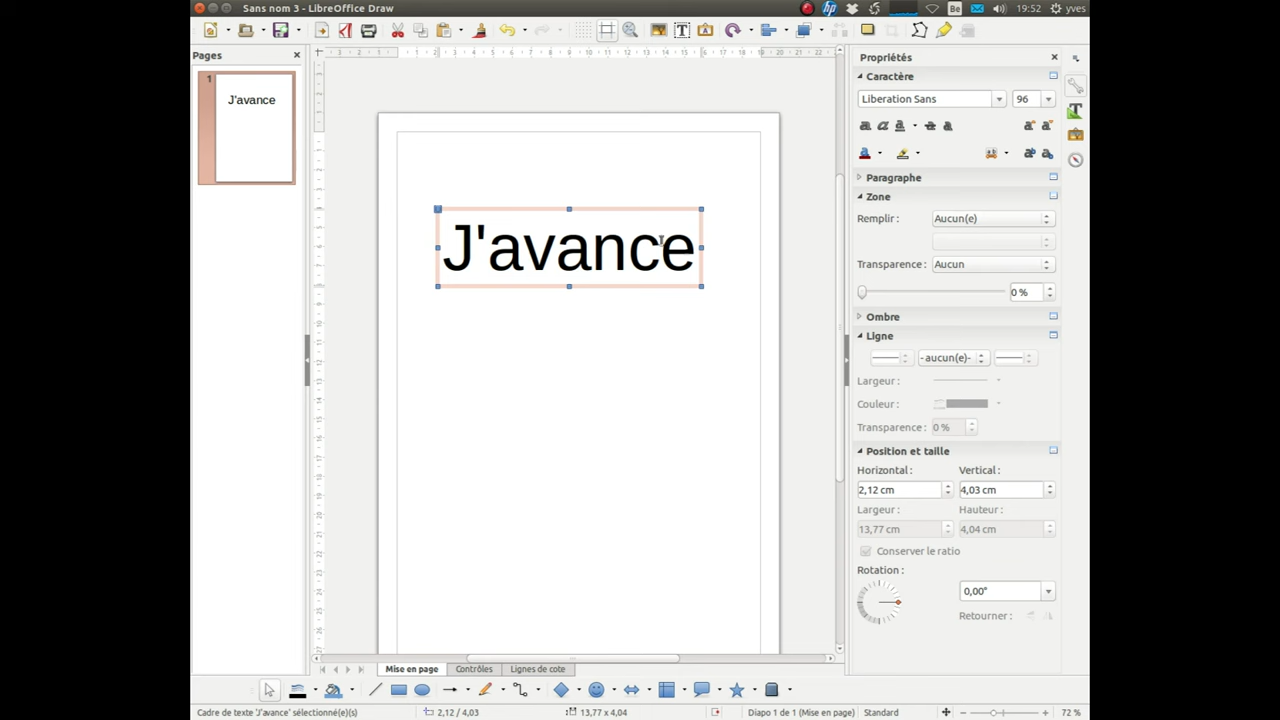 Sans nom 3 - LibreOffice Draw
Be
19:52
yves
Pages
Propriétés
1
J'avance
Caractère
Liberation Sans
96
Paragraphe
Zone
Remplir :
Aucun(e)
J'avance
Transparence :
Aucun
0 %
Ombre
Ligne
- aucun(e)-
Largeur :
Couleur :
Transparence :
0 %
Position et taille
Horizontal :
Vertical :
2,12 cm
4,03 cm
Largeur :
Hauteur :
13,77 cm
4,04 cm
Conserver le ratio
Rotation :
0,00°
Retourner :
Mise en page
Contrôles
Lignes de cote
Cadre de texte 'J'avance' sélectionné(e)(s)
2,12 / 4,03
13,77 x 4,04
Diapo 1 de 1 (Mise en page)
Standard
72 %